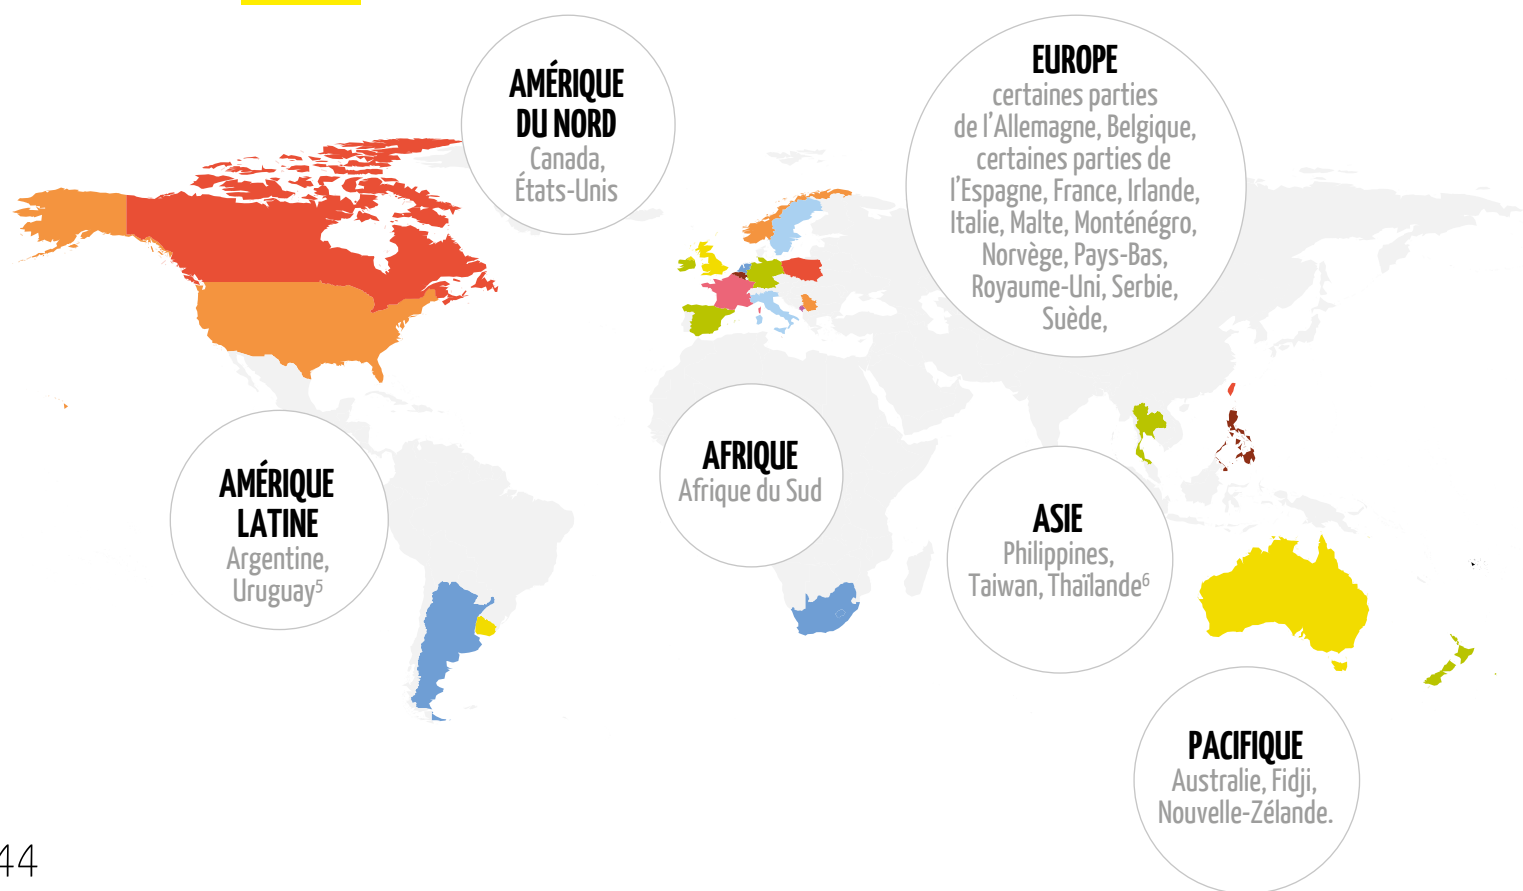 AMÉRIQUE
DU NORD
Canada,
États-Unis
EUROPE
certaines parties
de l'Allemagne, Belgique,
certaines parties de
l'Espagne, France, Irlande,
Italie, Malte, Monténégro,
Norvège, Pays-Bas,
Royaume-Uni, Serbie,
Suède,
AMÉRIQUE
LATINE
Argentine,
Uruguay⁵
AFRIQUE
Afrique du Sud
ASIE
Philippines,
Taiwan, Thaïlande⁶
PACIFIQUE
Australie, Fidji,
Nouvelle-Zélande.
44